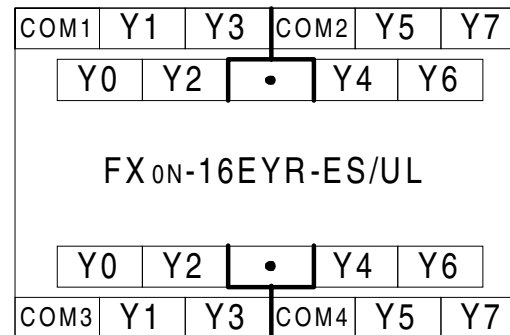 COM1 Y1 Y3 COM2 Y5 Y7
Y0 Y2 • Y4 Y6
FX0N-16EYR-ES/UL
Y0 Y2 • Y4 Y6
COM3 Y1 Y3 COM4 Y5 Y7